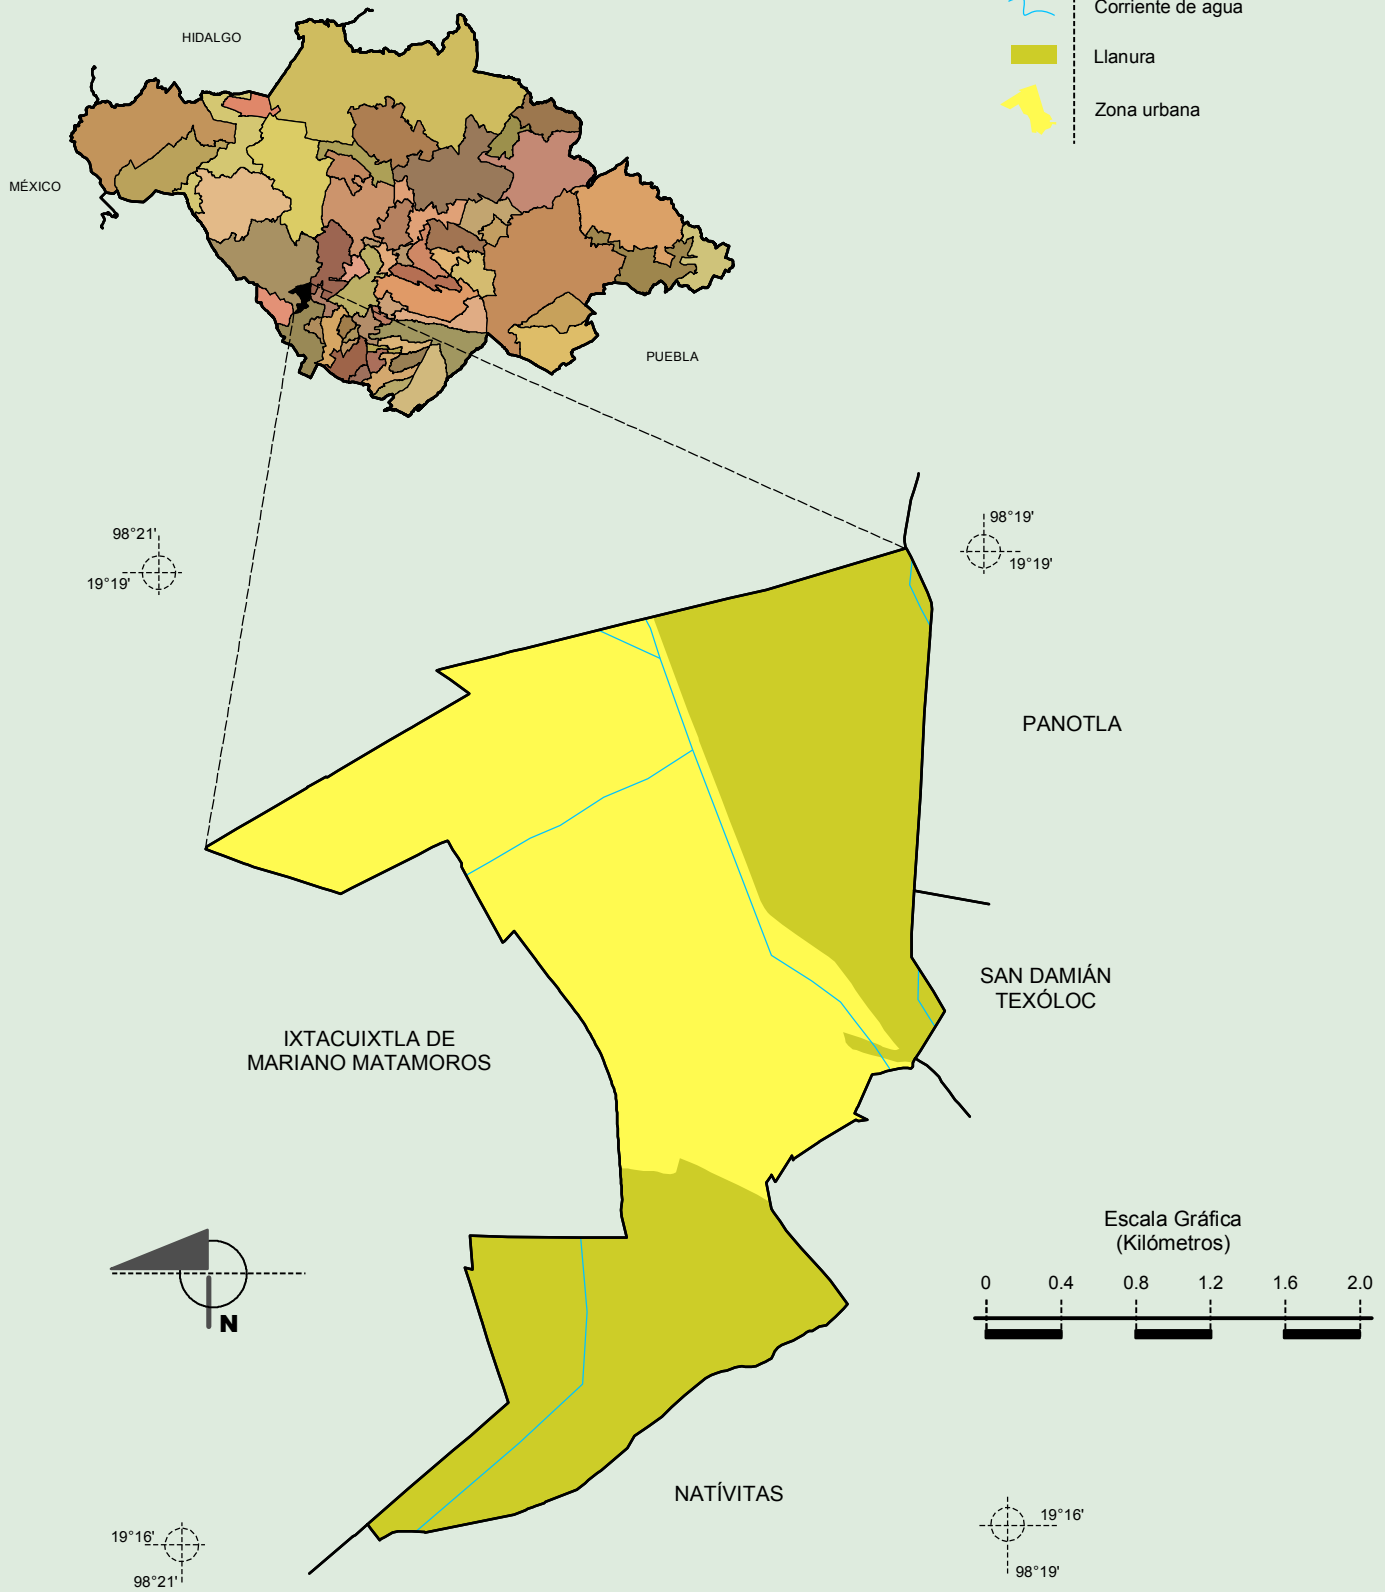 Corriente de agua
Llanura
Zona urbana
HIDALGO
MÉXICO
PUEBLA
98°21'
19°19'
98°19'
19°19'
PANOTLA
SAN DAMIÁN
TEXÓLOC
IXTACUIXTLA DE
MARIANO MATAMOROS
N
Escala Gráfica
(Kilómetros)
0 0.4 0.8 1.2 1.6 2.0
NATÍVITAS
19°16'
98°21'
19°16'
98°19'